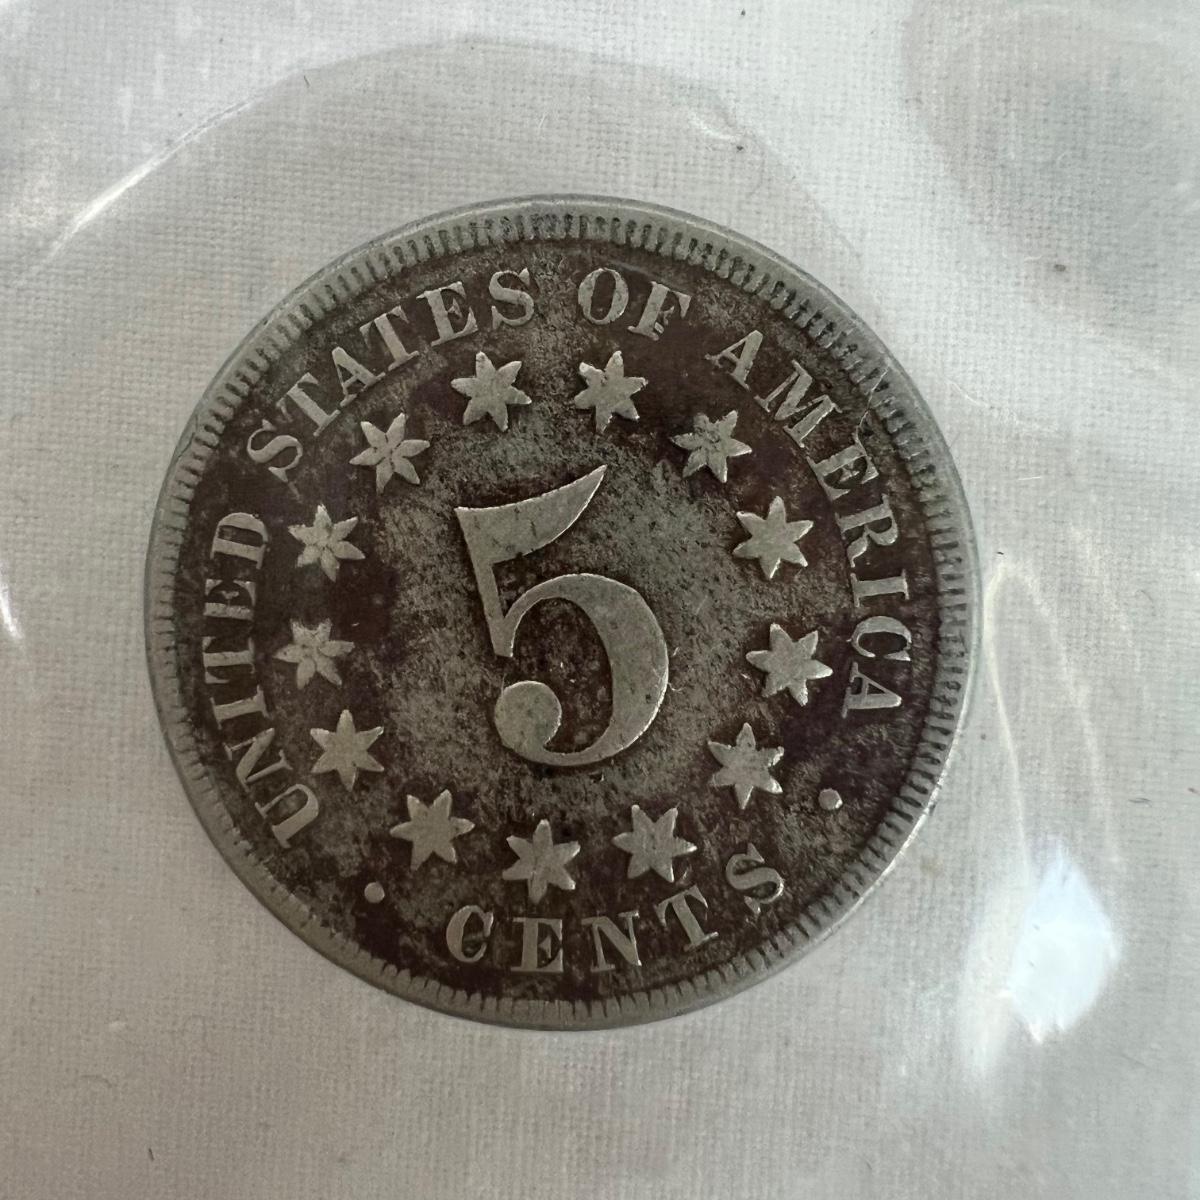 UNITED STATES OF AMERICA
5
· CENTS ·